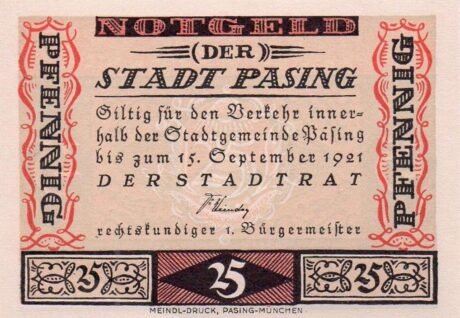 NOTGELD
(DER)
STADT PASING
PFENNIG
Giltig für den Verkehr inner-
halb der Stadtgemeinde Pasing
bis zum 15. September 1921
DER STADTRAT
rechtskundiger 1. Bürgermeister
PFENNIG
25
25
25
MEINDL-DRUCK, PASING-MÜNCHEN